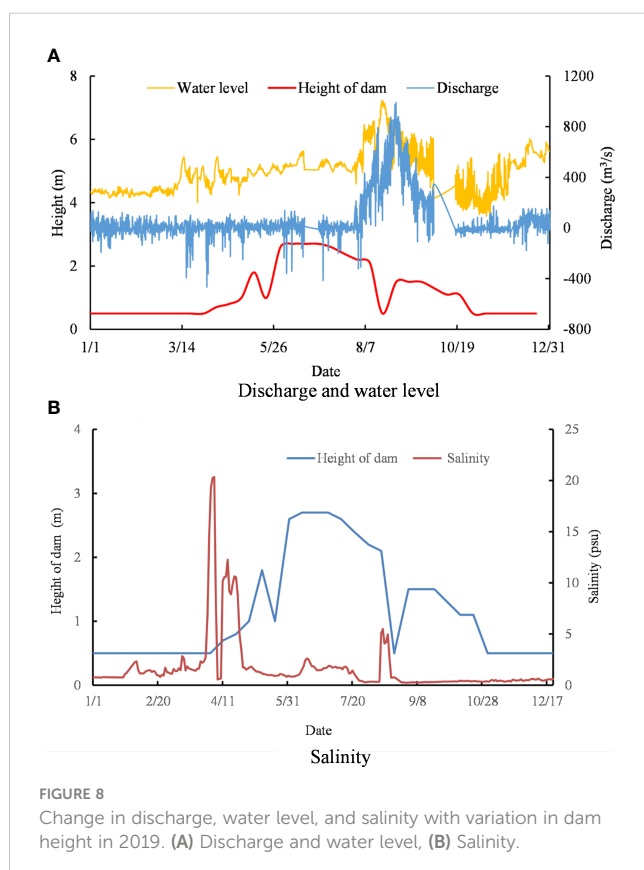 A
8
1200
Water level
Height of dam
Discharge
6
800
400
4
0
2
-400
0
-800
Height (m)
Discharge (m³/s)
1/1
3/14
5/26
8/7
10/19
12/31
Date
Discharge and water level
B
4
25
Height of dam
Salinity
20
3
15
2
10
1
5
0
0
Hegiht of dam (m)
Salinity (psu)
1/1
2/20
4/11
5/31
7/20
9/8
10/28
12/17
Date
Salinity
FIGURE 8
Change in discharge, water level, and salinity with variation in dam
height in 2019. (A) Discharge and water level, (B) Salinity.